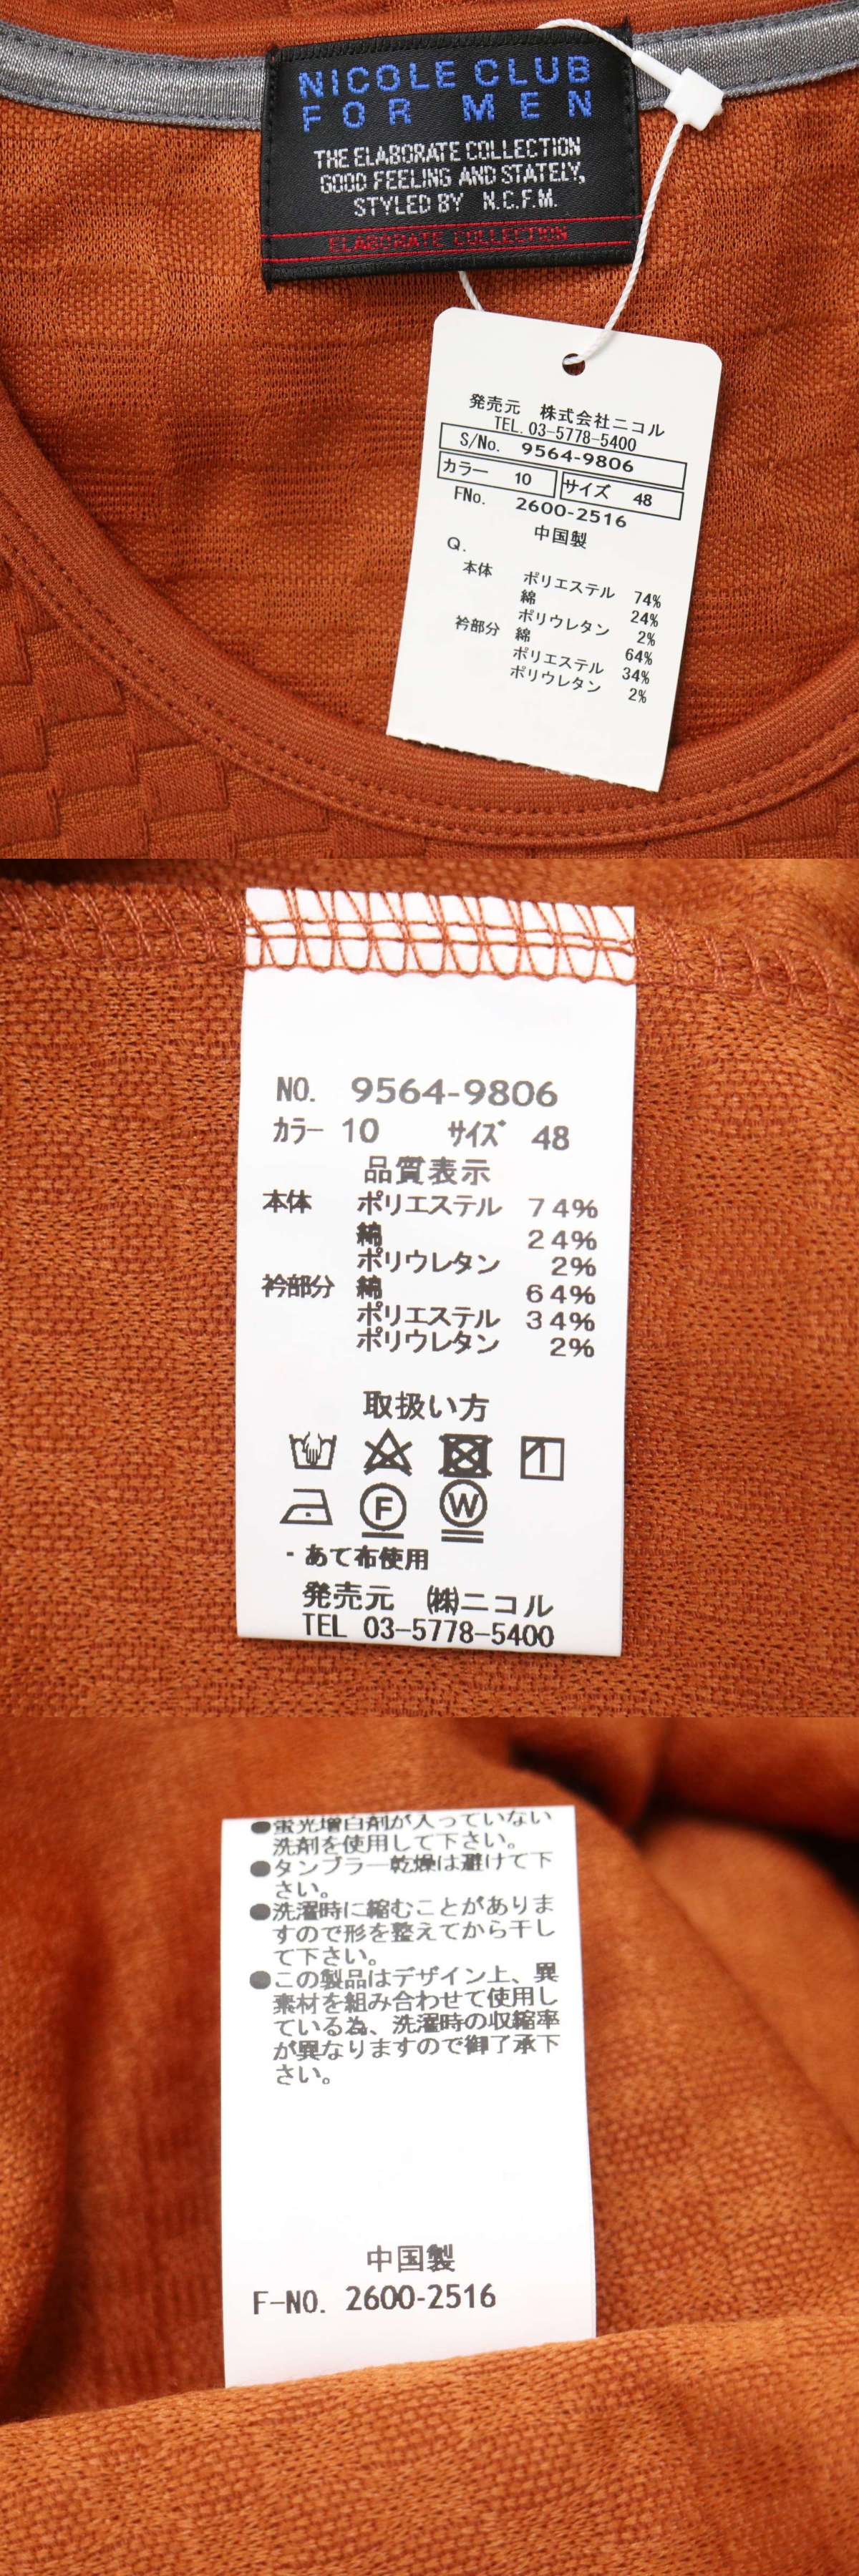 NICOLE CLUB
FOR MEN
THE ELABORATE COLLECTION
GOOD FEELING AND STATELY,
STYLED BY N.C.F.M.
ELABORATE COLLECTION
発売元 株式会社ニコル
TEL.03-5778-5400
S/No. 9564-9806
カラー 10 サイズ 48
FNo. 2600-2516
中国製
Q.
本体 ポリエステル 74%
綿 24%
ポリウレタン 2%
衿部分 綿 64%
ポリエステル 34%
ポリウレタン 2%
NO. 9564-9806
ｶﾗｰ 10 ｻｲｽﾞ 48
品質表示
本体 ポリエステル 74%
綿 24%
ポリウレタン 2%
衿部分 綿 64%
ポリエステル 34%
ポリウレタン 2%
取扱い方
F W
・あて布使用
発売元 ㈱ニコル
TEL 03-5778-5400
●蛍光増白剤が入っていない
洗剤を使用して下さい。
●タンブラー乾燥は避けて下
さい。
●洗濯時に縮むことがありま
すので形を整えてから干し
て下さい。
●この製品はデザイン上、異
素材を組み合わせて使用し
ている為、洗濯時の収縮率
が異なりますので御了承下
さい。
中国製
F-NO. 2600-2516